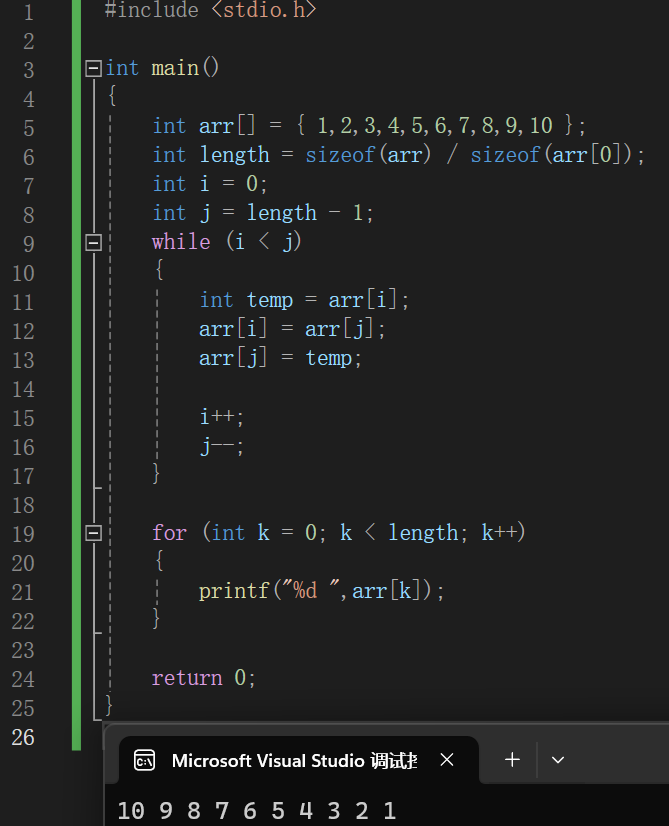 1 #include <stdio.h>
2
3 int main()
4 {
5 int arr[] = { 1,2,3,4,5,6,7,8,9,10 };
6 int length = sizeof(arr) / sizeof(arr[0]);
7 int i = 0;
8 int j = length - 1;
9 while (i < j)
10 {
11 int temp = arr[i];
12 arr[i] = arr[j];
13 arr[j] = temp;
14
15 i++;
16 j--;
17 }
18
19 for (int k = 0; k < length; k++)
20 {
21 printf("%d ",arr[k]);
22 }
23
24 return 0;
25 }
26
Microsoft Visual Studio 调试
10 9 8 7 6 5 4 3 2 1